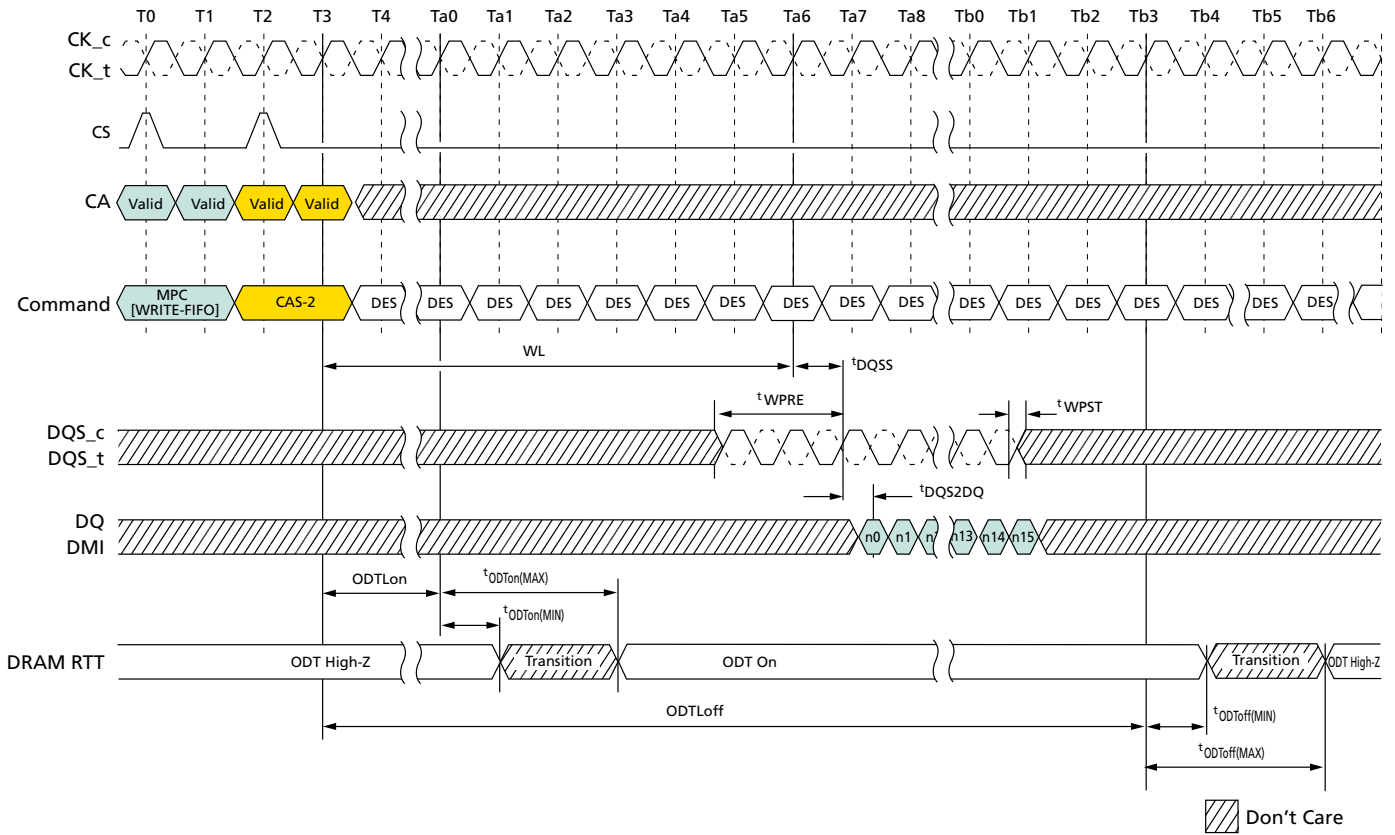 T0 T1 T2 T3 T4 Ta0 Ta1 Ta2 Ta3 Ta4 Ta5 Ta6 Ta7 Ta8 Tb0 Tb1 Tb2 Tb3 Tb4 Tb5 Tb6
CK_c
CK_t
CS
CA Valid Valid Valid Valid
Command MPC [WRITE-FIFO] CAS-2 DES DES DES DES DES DES DES DES DES DES DES DES DES DES DES DES DES
WL
tDQSS
tWPRE
tWPST
DQS_c
DQS_t
tDQS2DQ
DQ
DMI
n0 n1 n13 n14 n15
ODTLon
tODTon(MAX)
tODTon(MIN)
DRAM RTT ODT High-Z Transition ODT On Transition ODT High-Z
ODTLoff
tODToff(MIN)
tODToff(MAX)
Don't Care